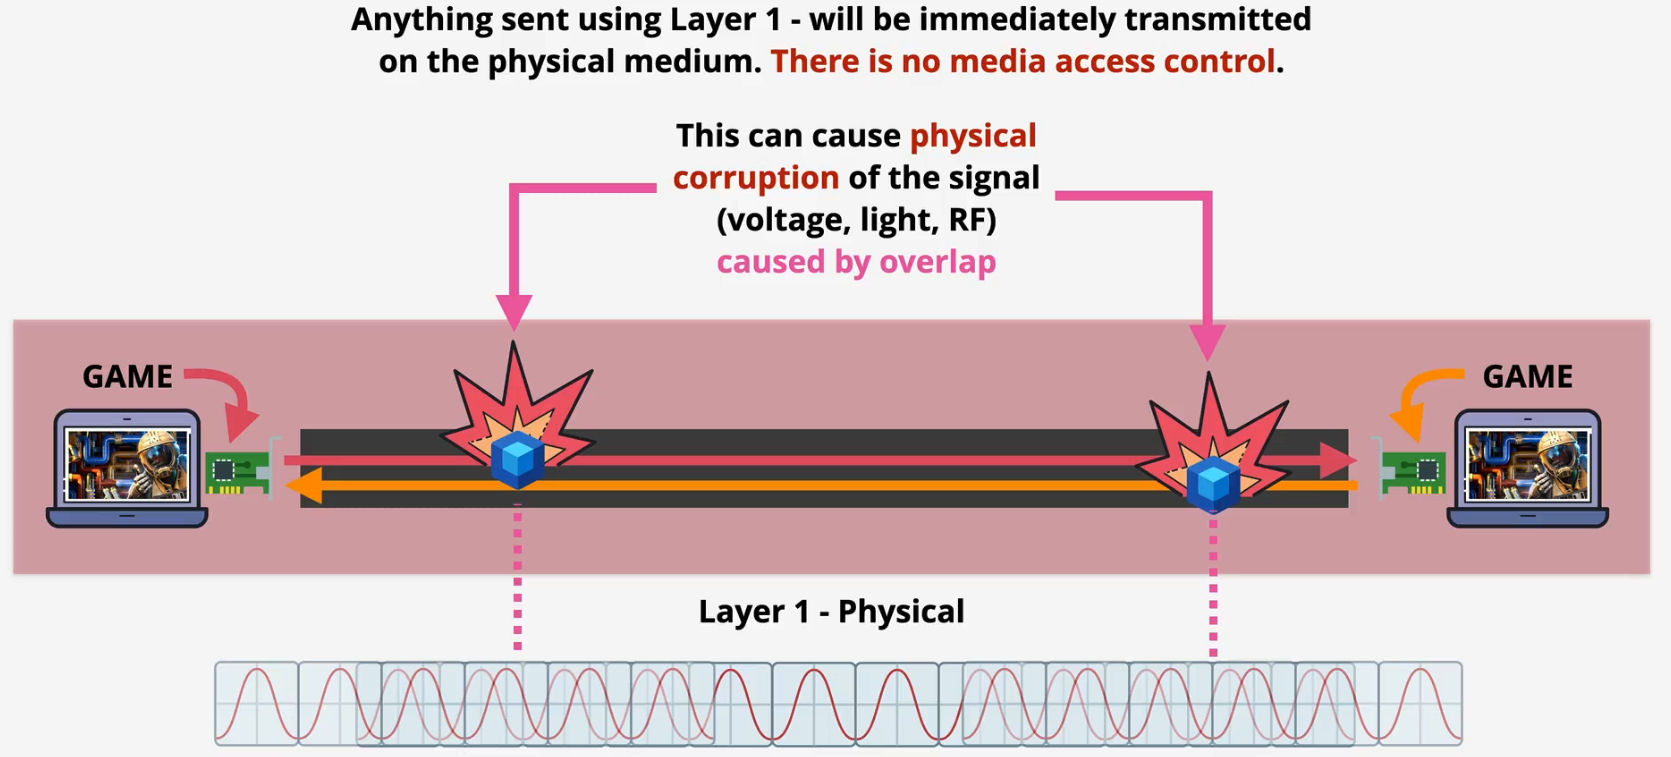 Anything sent using Layer 1 - will be immediately transmitted
on the physical medium. There is no media access control.
This can cause physical
corruption of the signal
(voltage, light, RF)
caused by overlap
GAME
GAME
Layer 1 - Physical